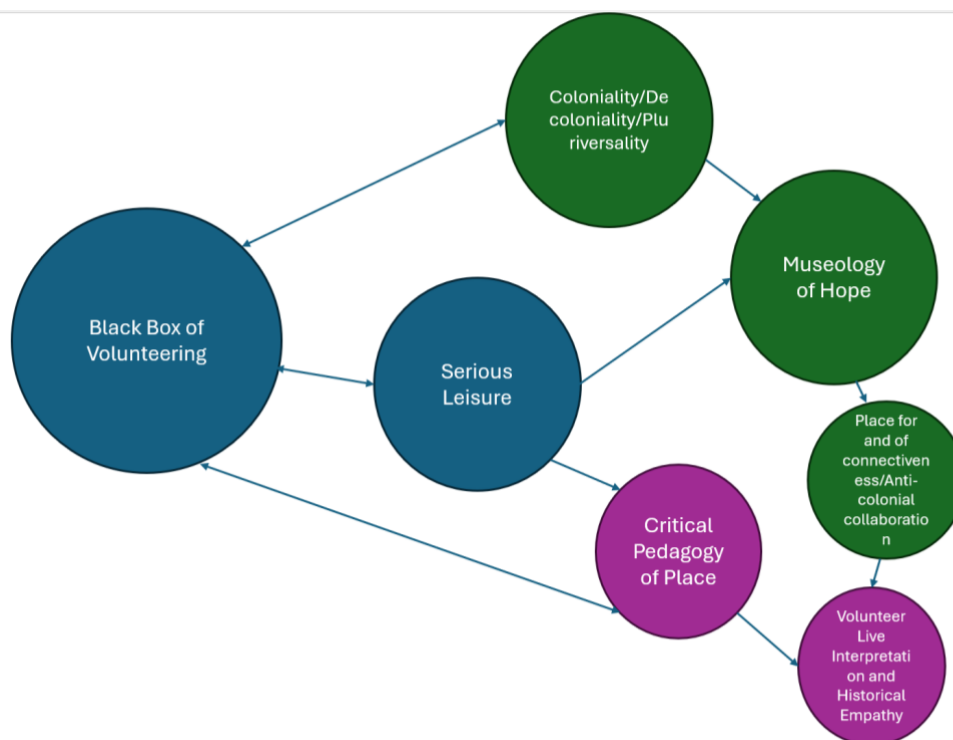 Coloniality/De
coloniality/Plu
riversality
Museology
of Hope
Black Box of
Volunteering
Serious
Leisure
Place for
and of
connectiven
ess/Anti-
colonial
collaboratio
n
Critical
Pedagogy
of Place
Volunteer
Live
Interpretati
on and
Historical
Empathy